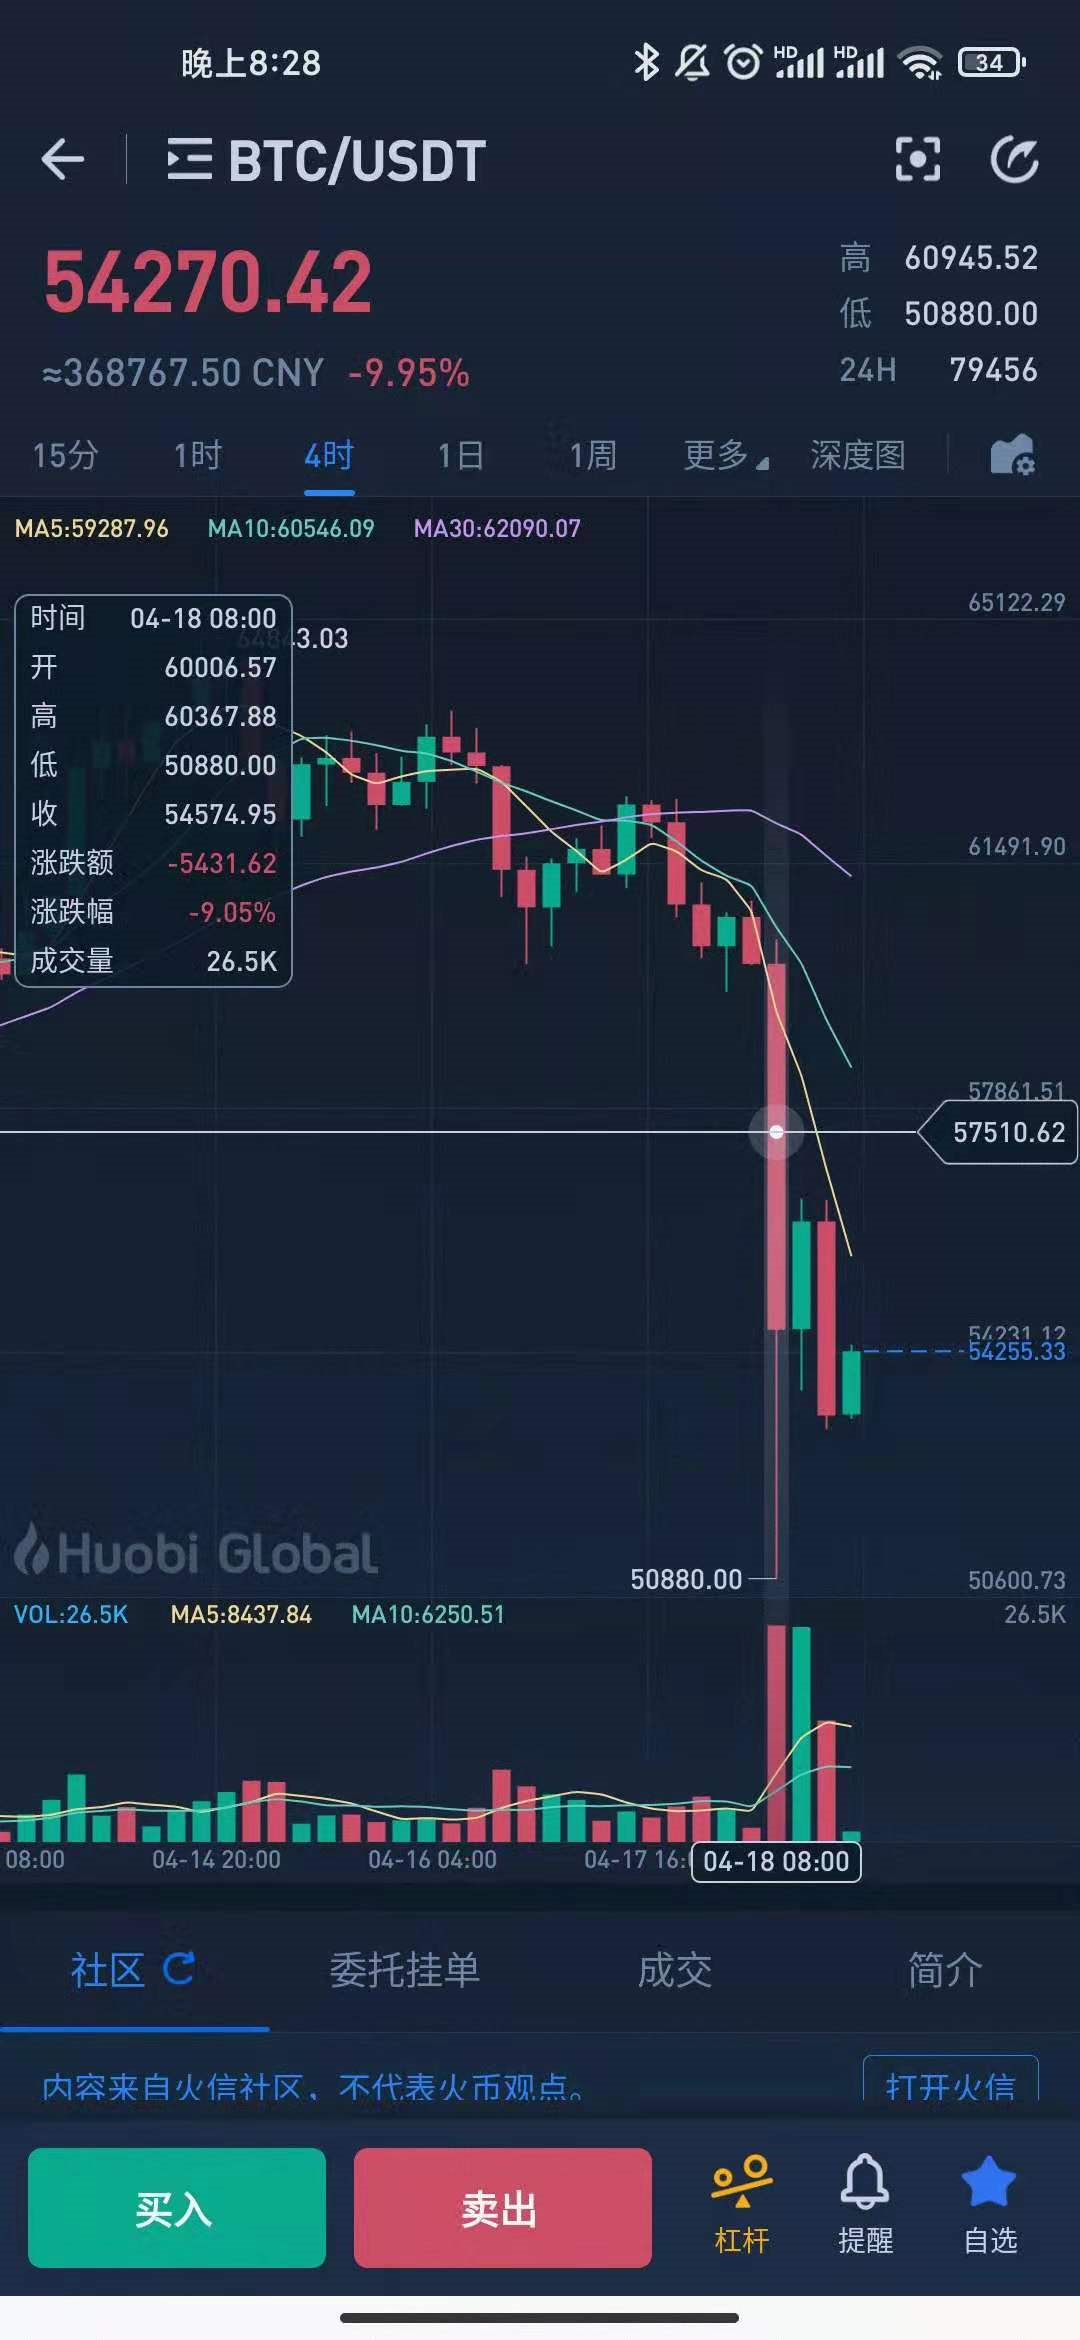 晚上8:28
HD HD 34
BTC/USDT
54270.42
≈368767.50 CNY -9.95%
高 60945.52
低 50880.00
24H 79456
15分 1时 4时 1日 1周 更多 深度图
MA5:59287.96 MA10:60546.09 MA30:62090.07
65122.29
时间 04-18 08:00
64843.03
开 60006.57
高 60367.88
低 50880.00
收 54574.95
涨跌额 -5431.62
涨跌幅 -9.05%
成交量 26.5K
61491.90
57861.51
57510.62
54231.12
54255.33
Huobi Global
50880.00
50600.73
VOL:26.5K MA5:8437.84 MA10:6250.51
26.5K
08:00 04-14 20:00 04-16 04:00 04-17 16: 04-18 08:00
社区 委托挂单 成交 简介
内容来自火信社区，不代表火币观点。 打开火信
买入 卖出 杠杆 提醒 自选